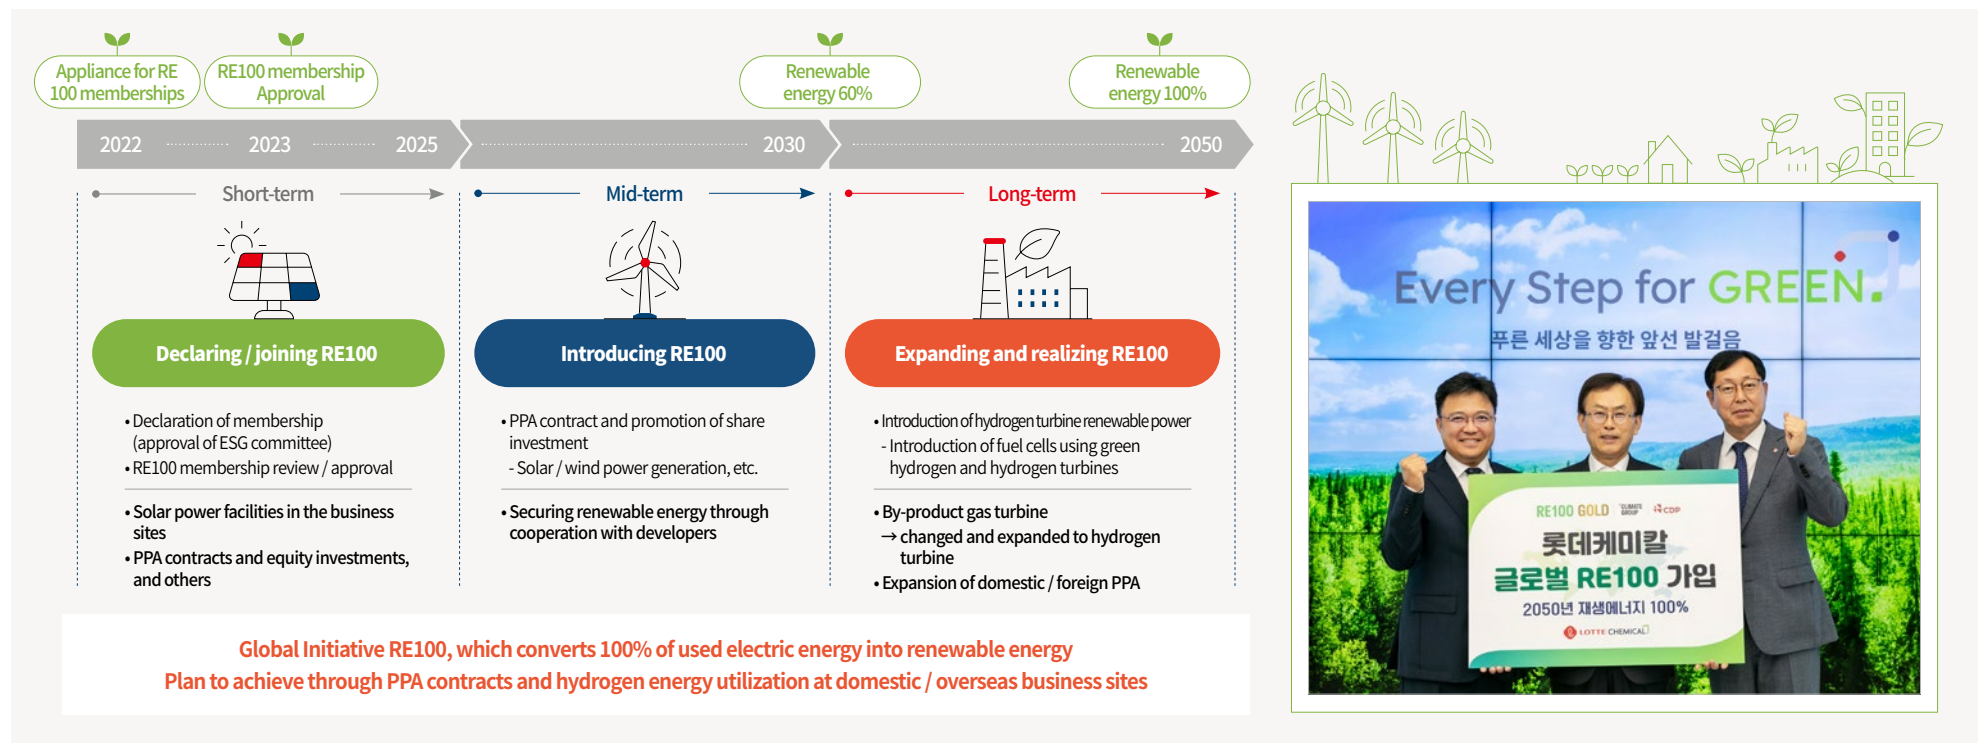 Appliance for RE
100 memberships
RE100 membership
Approval
Renewable
energy 60%
Renewable
energy 100%
2022
2023
2025
2030
2050
Short-term
Mid-term
Long-term
Declaring / joining RE100
Introducing RE100
Expanding and realizing RE100
• Declaration of membership
(approval of ESG committee)
• RE100 membership review / approval
• Solar power facilities in the business
sites
• PPA contracts and equity investments,
and others
• PPA contract and promotion of share
investment
- Solar / wind power generation, etc.
• Securing renewable energy through
cooperation with developers
• Introduction of hydrogen turbine renewable power
- Introduction of fuel cells using green
hydrogen and hydrogen turbines
• By-product gas turbine
→ changed and expanded to hydrogen
turbine
• Expansion of domestic / foreign PPA
Global Initiative RE100, which converts 100% of used electric energy into renewable energy
Plan to achieve through PPA contracts and hydrogen energy utilization at domestic / overseas business sites
Every Step for GREEN.
푸른 세상을 향한 앞선 발걸음
RE100 GOLD
°CLIMATE
GROUP
CDP
롯데케미칼
글로벌 RE100 가입
2050년 재생에너지 100%
LOTTE CHEMICAL